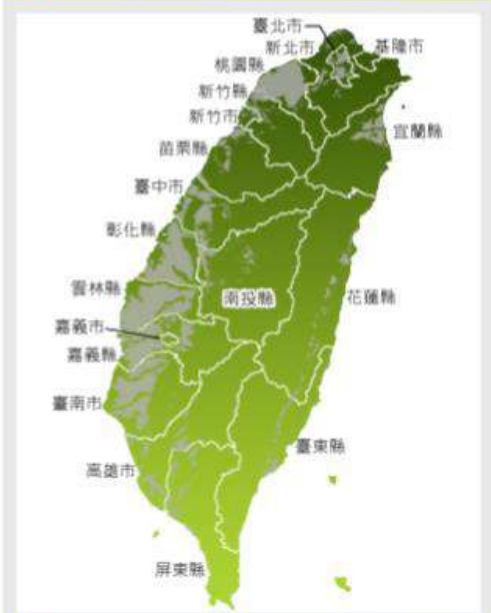 臺北市
新北市
基隆市
桃園縣
新竹縣
新竹市
宜蘭縣
苗栗縣
臺中市
彰化縣
雲林縣
南投縣
花蓮縣
嘉義市
嘉義縣
臺南市
臺東縣
高雄市
屏東縣